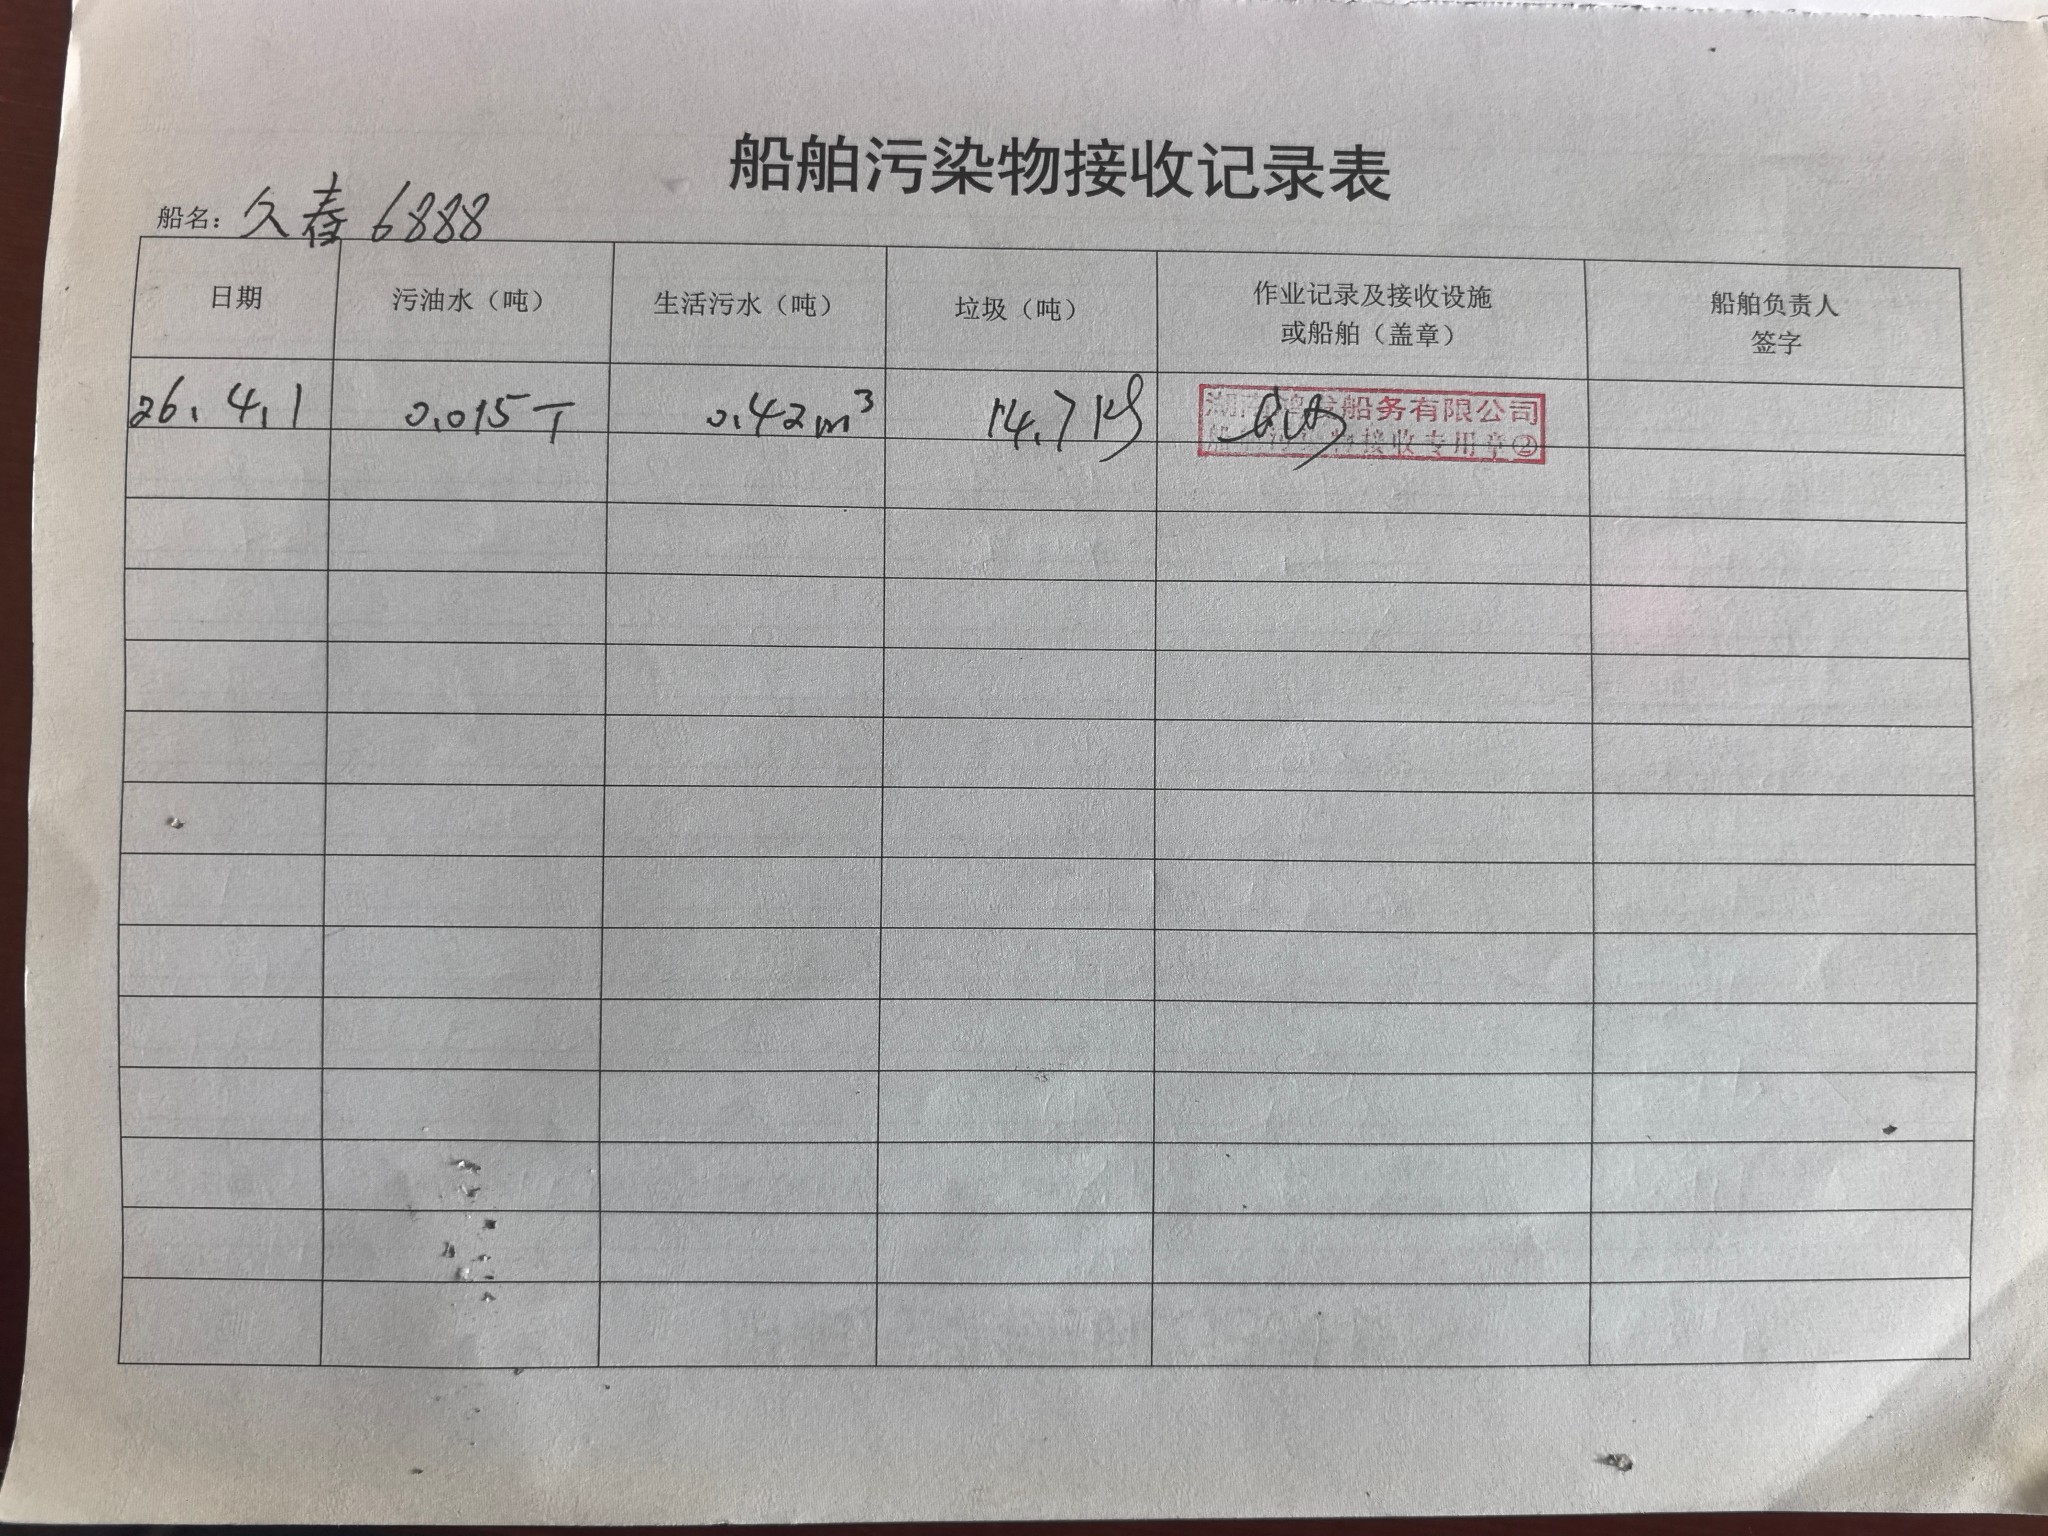 船舶污染物接收记录表
船名：久春6888
日期 污油水（吨） 生活污水（吨） 垃圾（吨） 作业记录及接收设施或船舶（盖章） 船舶负责人签字
26.4.1 0.015T 0.42m³ 14.7kg
船务有限公司
接收专用章②